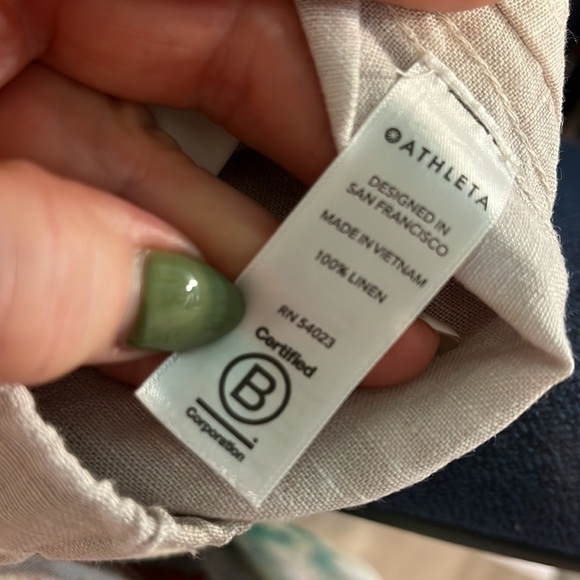 ATHLETA
DESIGNED IN
SAN FRANCISCO
MADE IN VIETNAM
100% LINEN
RN 54023
Certified
B
Corporation